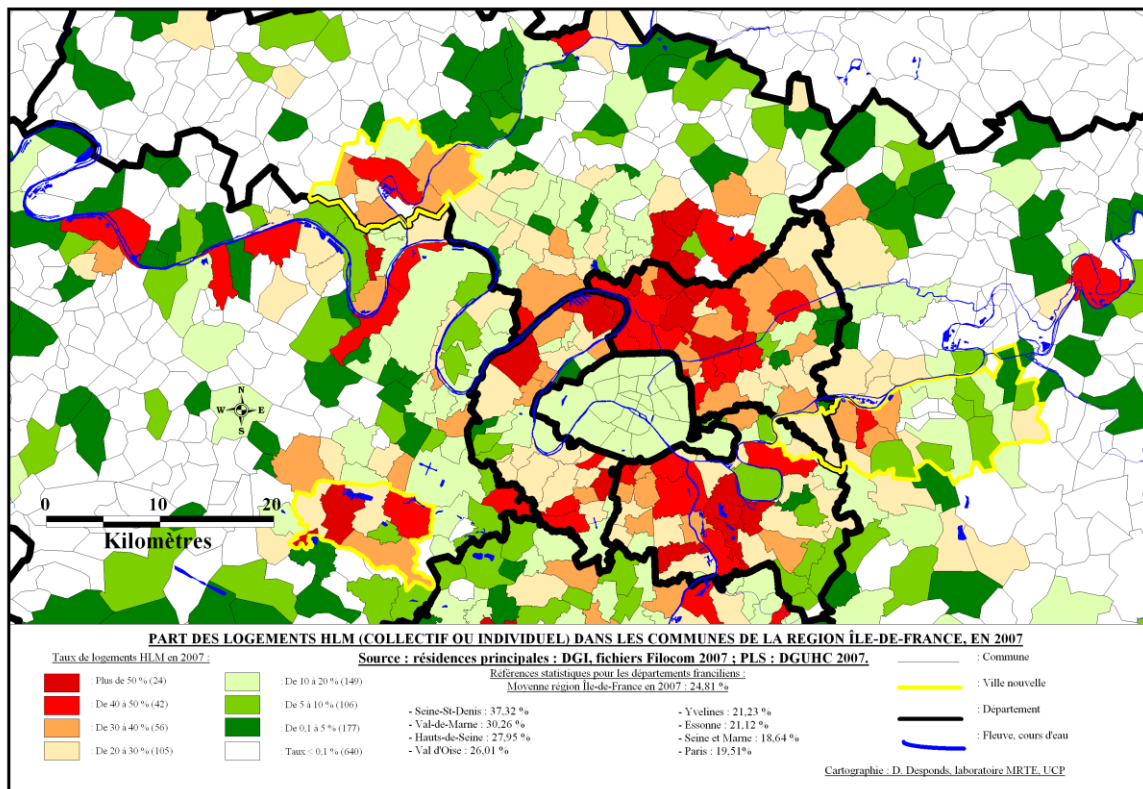 N
W E
S
0 10 20
Kilomètres
PART DES LOGEMENTS HLM (COLLECTIF OU INDIVIDUEL) DANS LES COMMUNES DE LA REGION ÎLE-DE-FRANCE, EN 2007
Taux de logements HLM en 2007 :
: Plus de 50 % (24)
: De 40 à 50 % (42)
: De 30 à 40% (56)
: De 20 à 30 % (105)
: De 10 à 20% (149)
: De 5 à 10% (106)
: De 0,1 à 5% (177)
: Taux < 0,1% (640)
Source : résidences principales : DGI, fichiers Filocom 2007 ; PLS : DGUHC 2007.
Références statistiques pour les départements franciliens :
Moyenne région Île-de-France en 2007 : 24,81 %
- Seine-St-Denis : 37,32 %
- Val-de-Marne : 30,26 %
- Hauts-de-Seine : 27,95 %
- Val d'Oise : 26,01 %
- Yvelines : 21,23 %
- Essonne : 21,12 %
- Seine et Marne : 18,64 %
- Paris : 19,51%
: Commune
: Ville nouvelle
: Département
: Fleuve, cours d'eau
Cartographie : D. Desponds, laboratoire MRTE, UCP